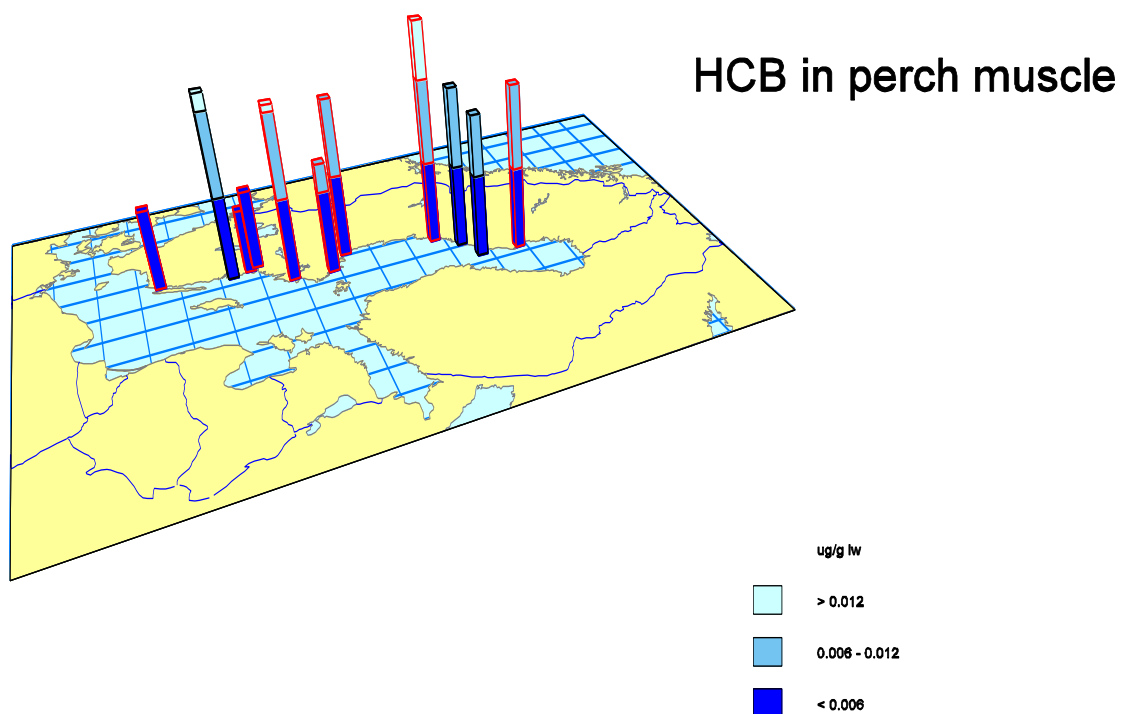 HCB in perch muscle
ug/g lw
> 0.012
0.006 - 0.012
< 0.006